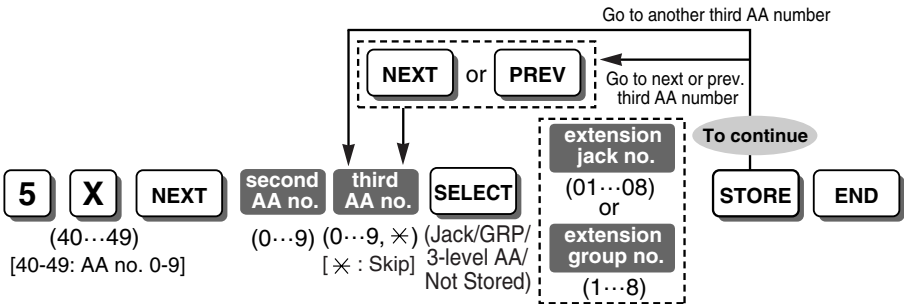 Go to another third AA number
NEXT or PREV
Go to next or prev.
third AA number
To continue
5 X NEXT
second
AA no.
third
AA no.
SELECT
extension
jack no.
(01···08)
or
extension
group no.
(1···8)
STORE END
(40···49)
[40-49: AA no. 0-9]
(0···9) (0···9, ✳)
[ ✳ : Skip]
(Jack/GRP/
3-level AA/
Not Stored)